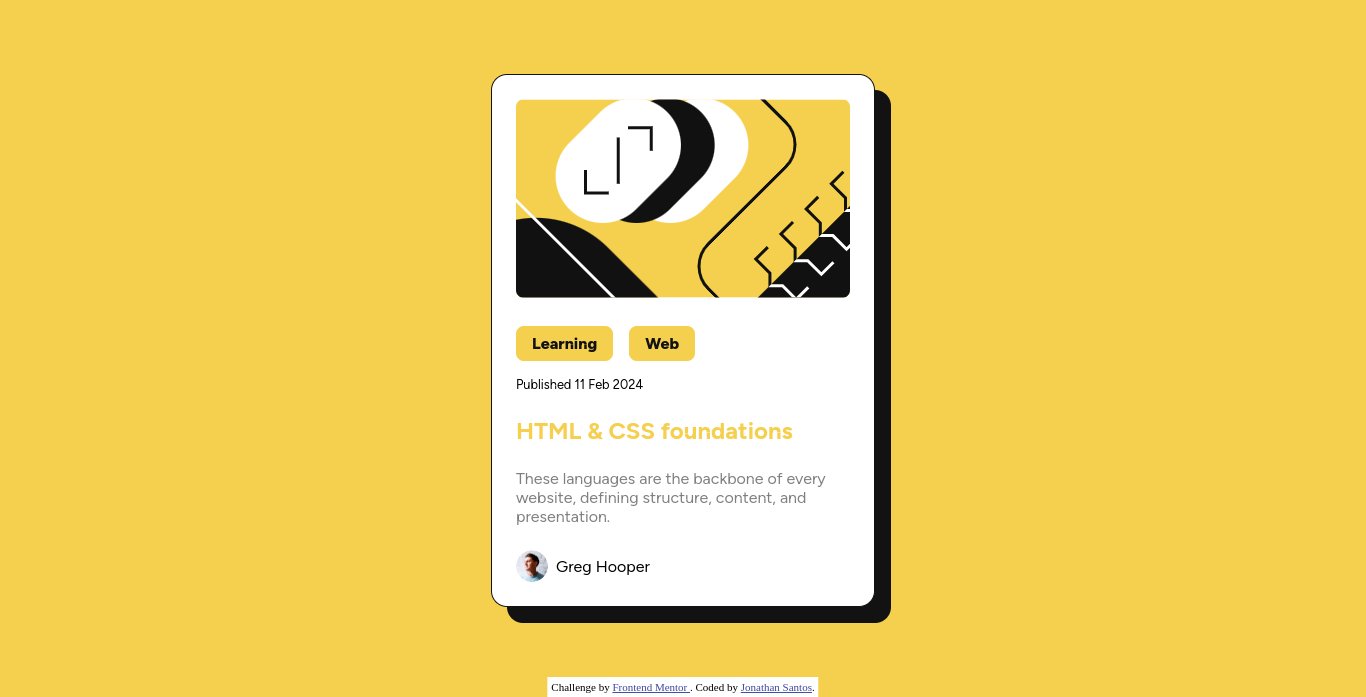 Learning Web
Published 11 Feb 2024
HTML & CSS foundations
These languages are the backbone of every
website, defining structure, content, and
presentation.
Greg Hooper
Challenge by Frontend Mentor . Coded by Jonathan Santos.